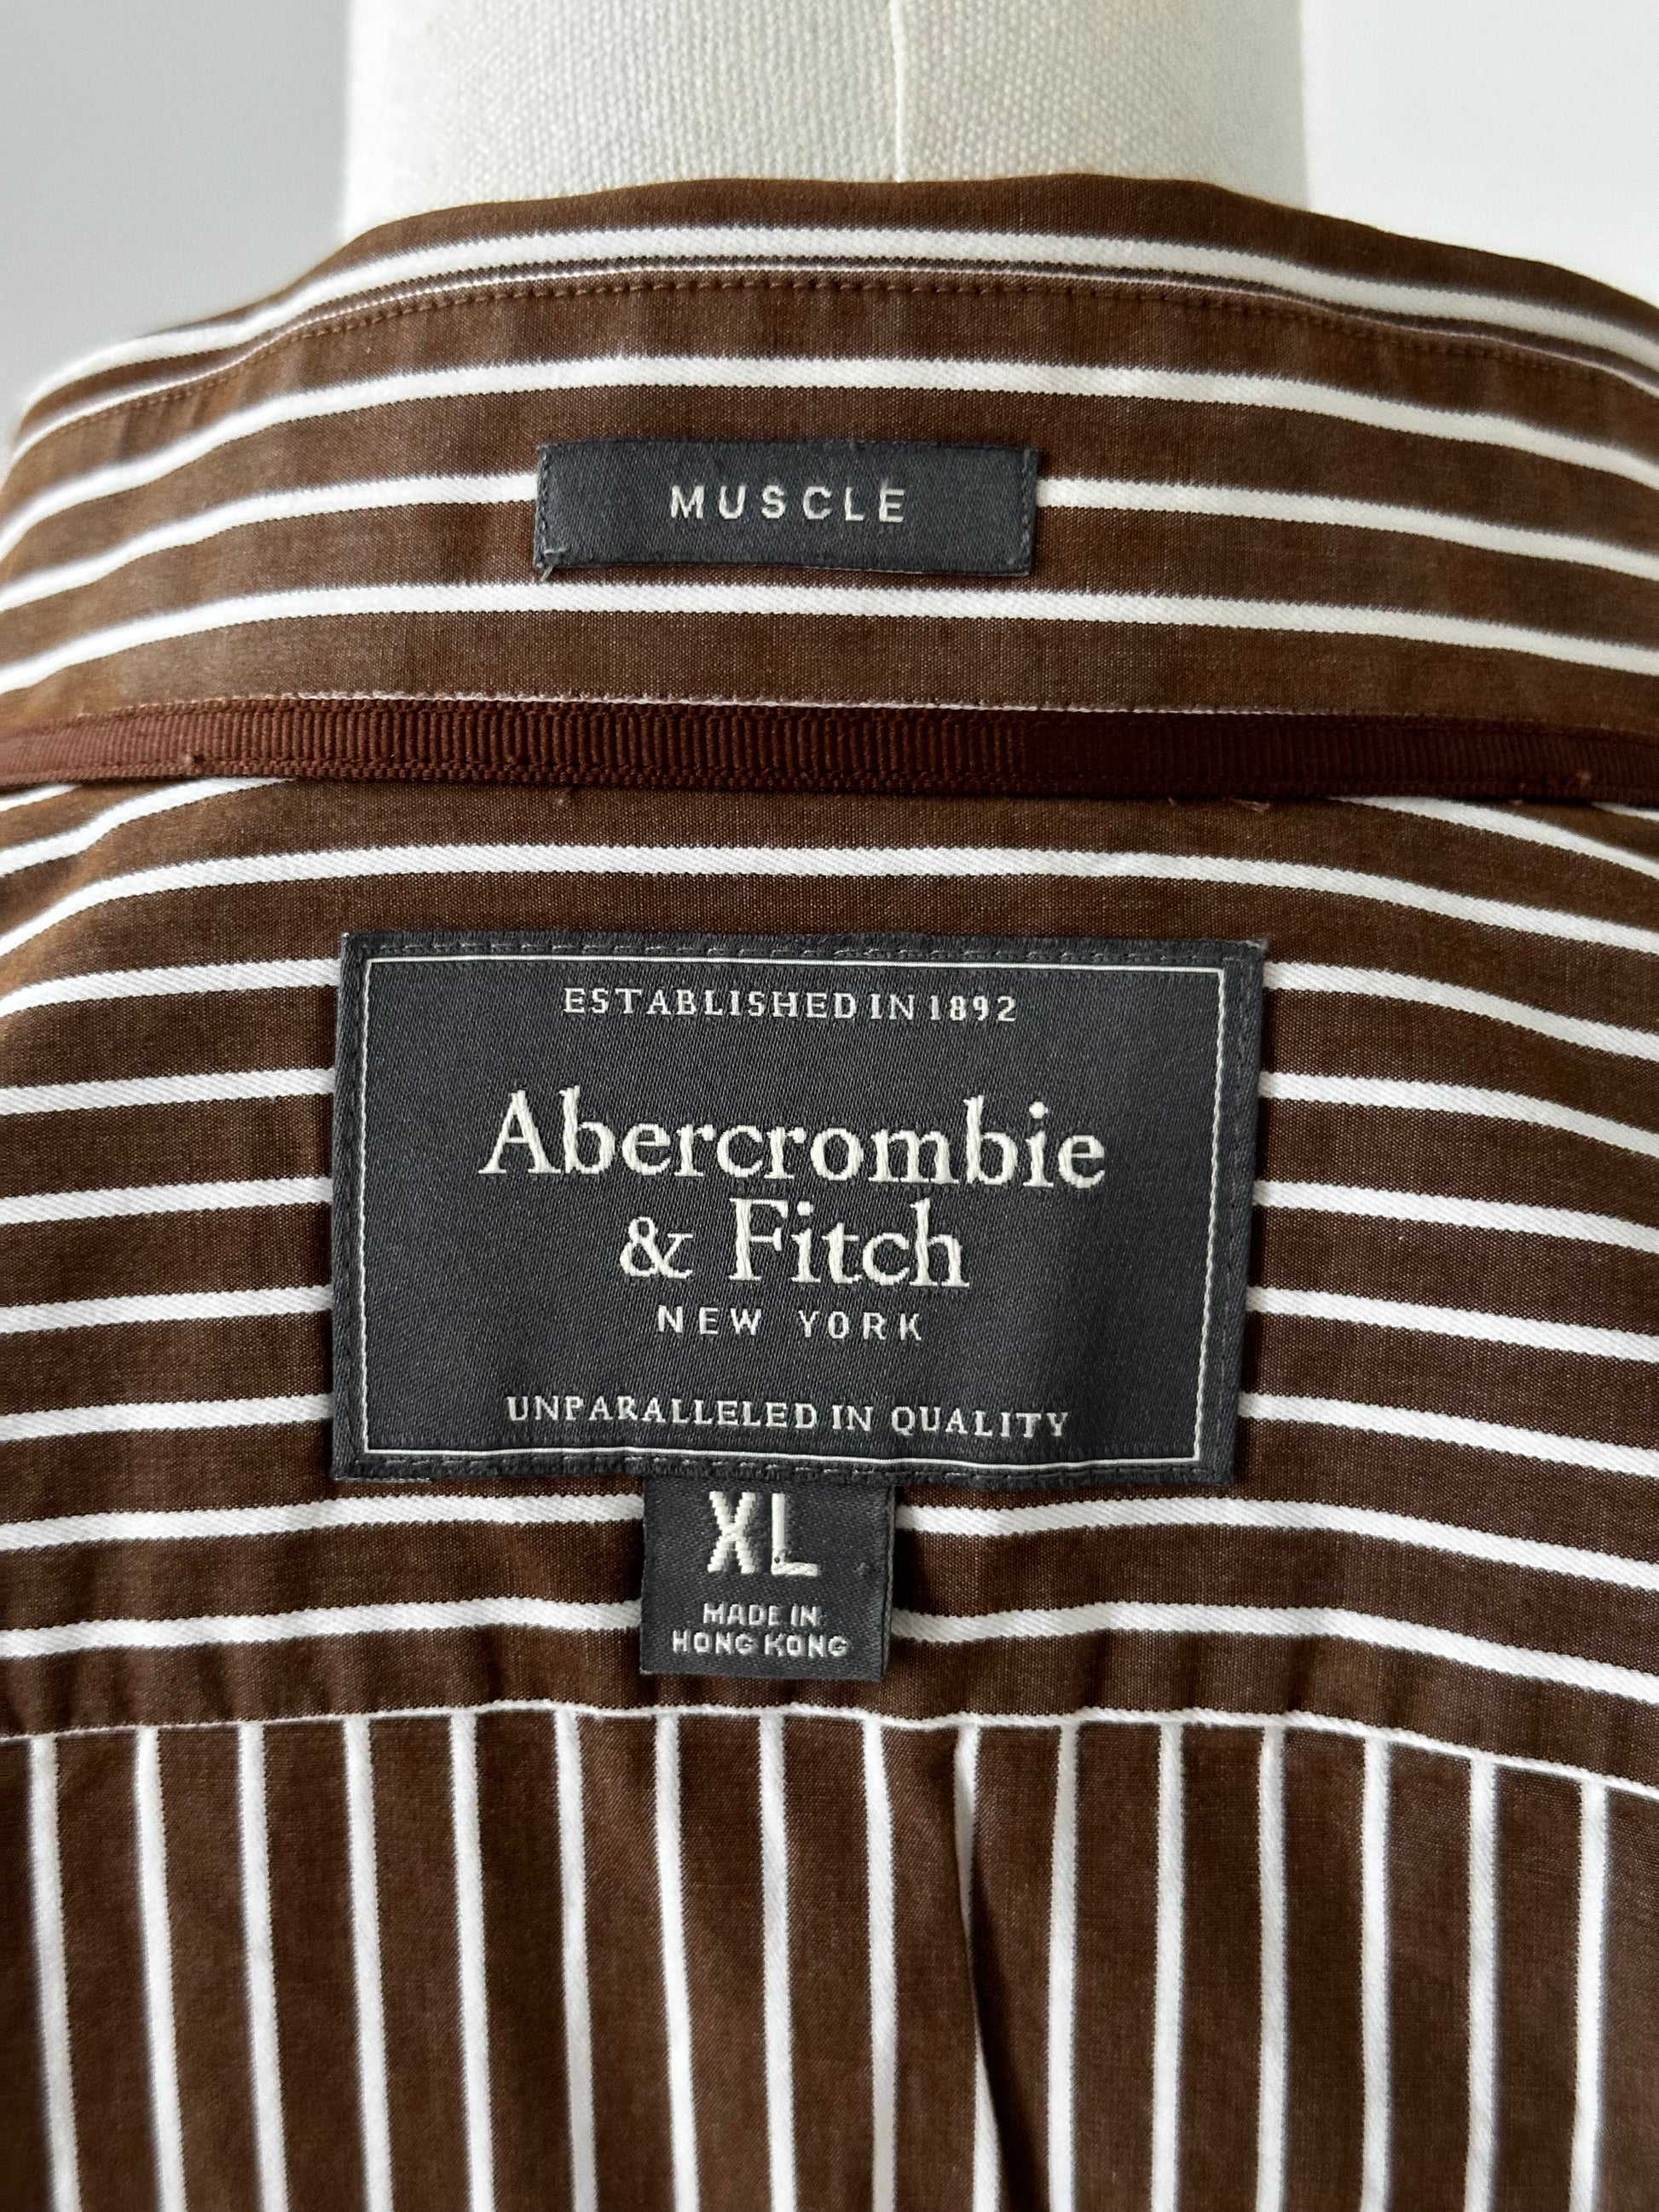 MUSCLE
ESTABLISHED IN 1892
Abercrombie
& Fitch
NEW YORK
UNPARALLELED IN QUALITY
XL
MADE IN
HONG KONG